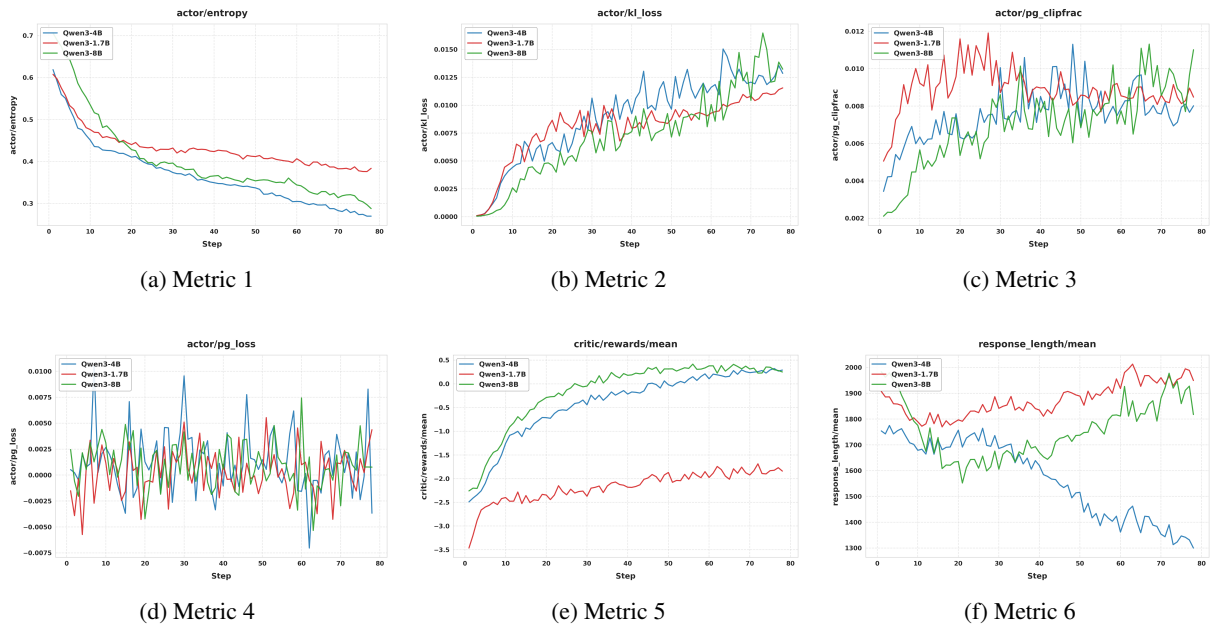 actor/entropy
Qwen3-4B
Qwen3-1.7B
Qwen3-8B
0.7
0.6
0.5
0.4
0.3
actor/entropy
0 10 20 30 40 50 60 70 80
Step
(a) Metric 1
actor/kl_loss
Qwen3-4B
Qwen3-1.7B
Qwen3-8B
0.0150
0.0125
0.0100
0.0075
0.0050
0.0025
0.0000
actor/kl_loss
0 10 20 30 40 50 60 70 80
Step
(b) Metric 2
actor/pg_clipfrac
Qwen3-4B
Qwen3-1.7B
Qwen3-8B
0.012
0.010
0.008
0.006
0.004
0.002
actor/pg_clipfrac
0 10 20 30 40 50 60 70 80
Step
(c) Metric 3
actor/pg_loss
Qwen3-4B
Qwen3-1.7B
Qwen3-8B
0.0100
0.0075
0.0050
0.0025
0.0000
−0.0025
−0.0050
−0.0075
actor/pg_loss
0 10 20 30 40 50 60 70 80
Step
(d) Metric 4
critic/rewards/mean
Qwen3-4B
Qwen3-1.7B
Qwen3-8B
0.5
0.0
−0.5
−1.0
−1.5
−2.0
−2.5
−3.0
−3.5
critic/rewards/mean
0 10 20 30 40 50 60 70 80
Step
(e) Metric 5
response_length/mean
Qwen3-4B
Qwen3-1.7B
Qwen3-8B
2000
1900
1800
1700
1600
1500
1400
1300
response_length/mean
0 10 20 30 40 50 60 70 80
Step
(f) Metric 6